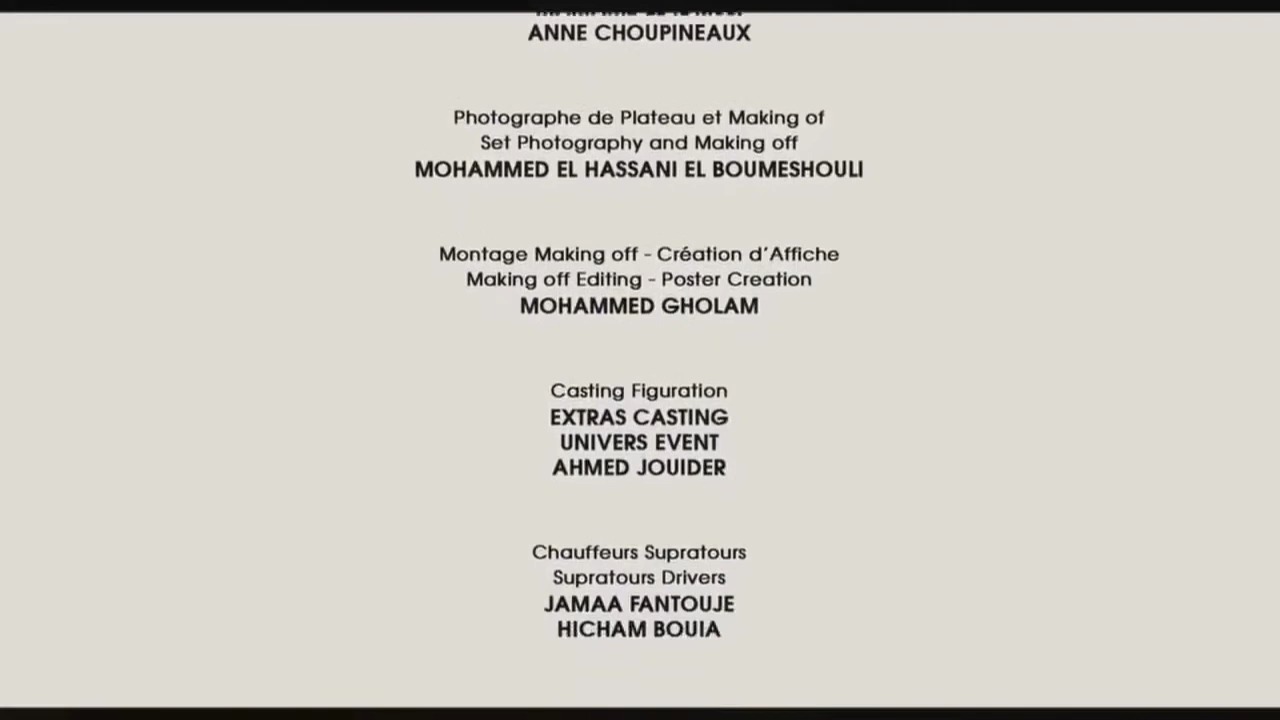 ANNE CHOUPINEAUX
Photographe de Plateau et Making of
Set Photography and Making off
MOHAMMED EL HASSANI EL BOUMESHOULI
Montage Making off - Création d'Affiche
Making off Editing - Poster Creation
MOHAMMED GHOLAM
Casting Figuration
EXTRAS CASTING
UNIVERS EVENT
AHMED JOUIDER
Chauffeurs Supratours
Supratours Drivers
JAMAA FANTOUJE
HICHAM BOUIA